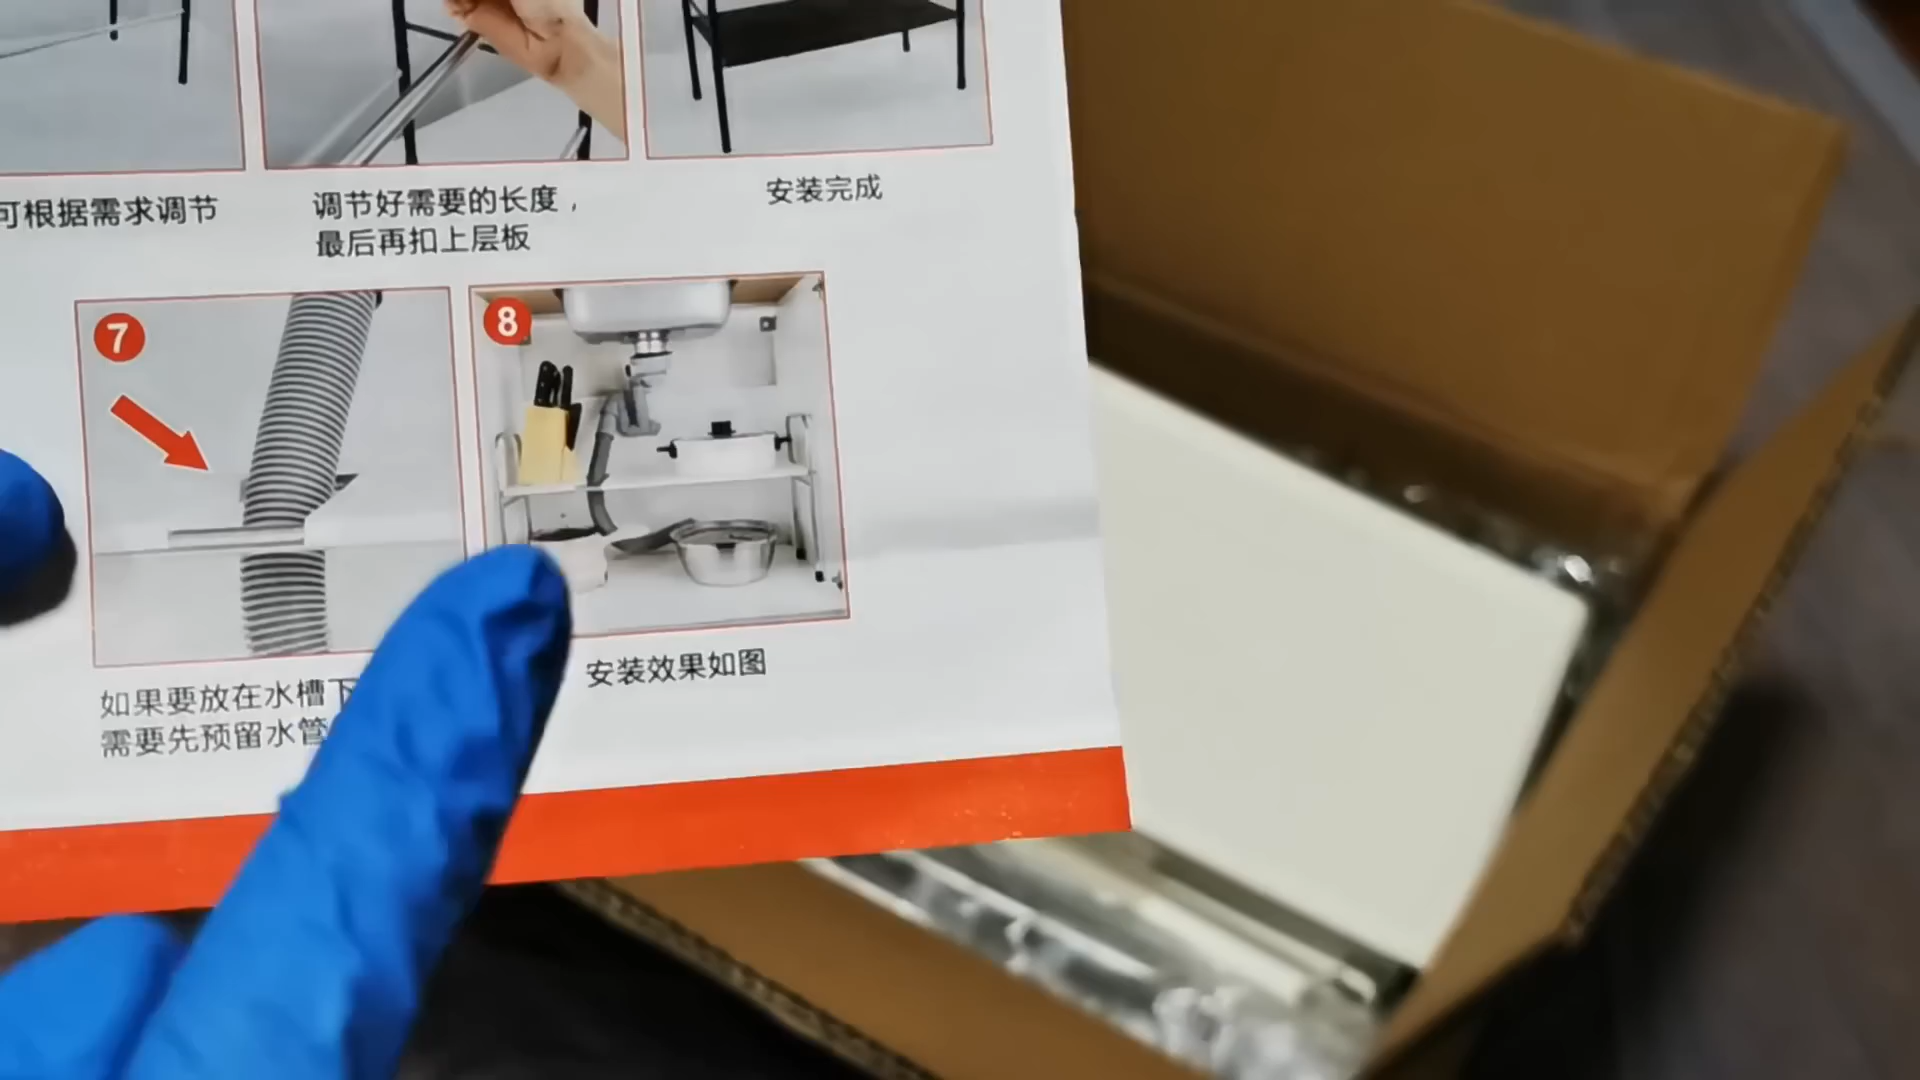 可根据需求调节
调节好需要的长度，
最后再扣上层板
安装完成
7
8
如果要放在水槽下
需要先预留水管
安装效果如图